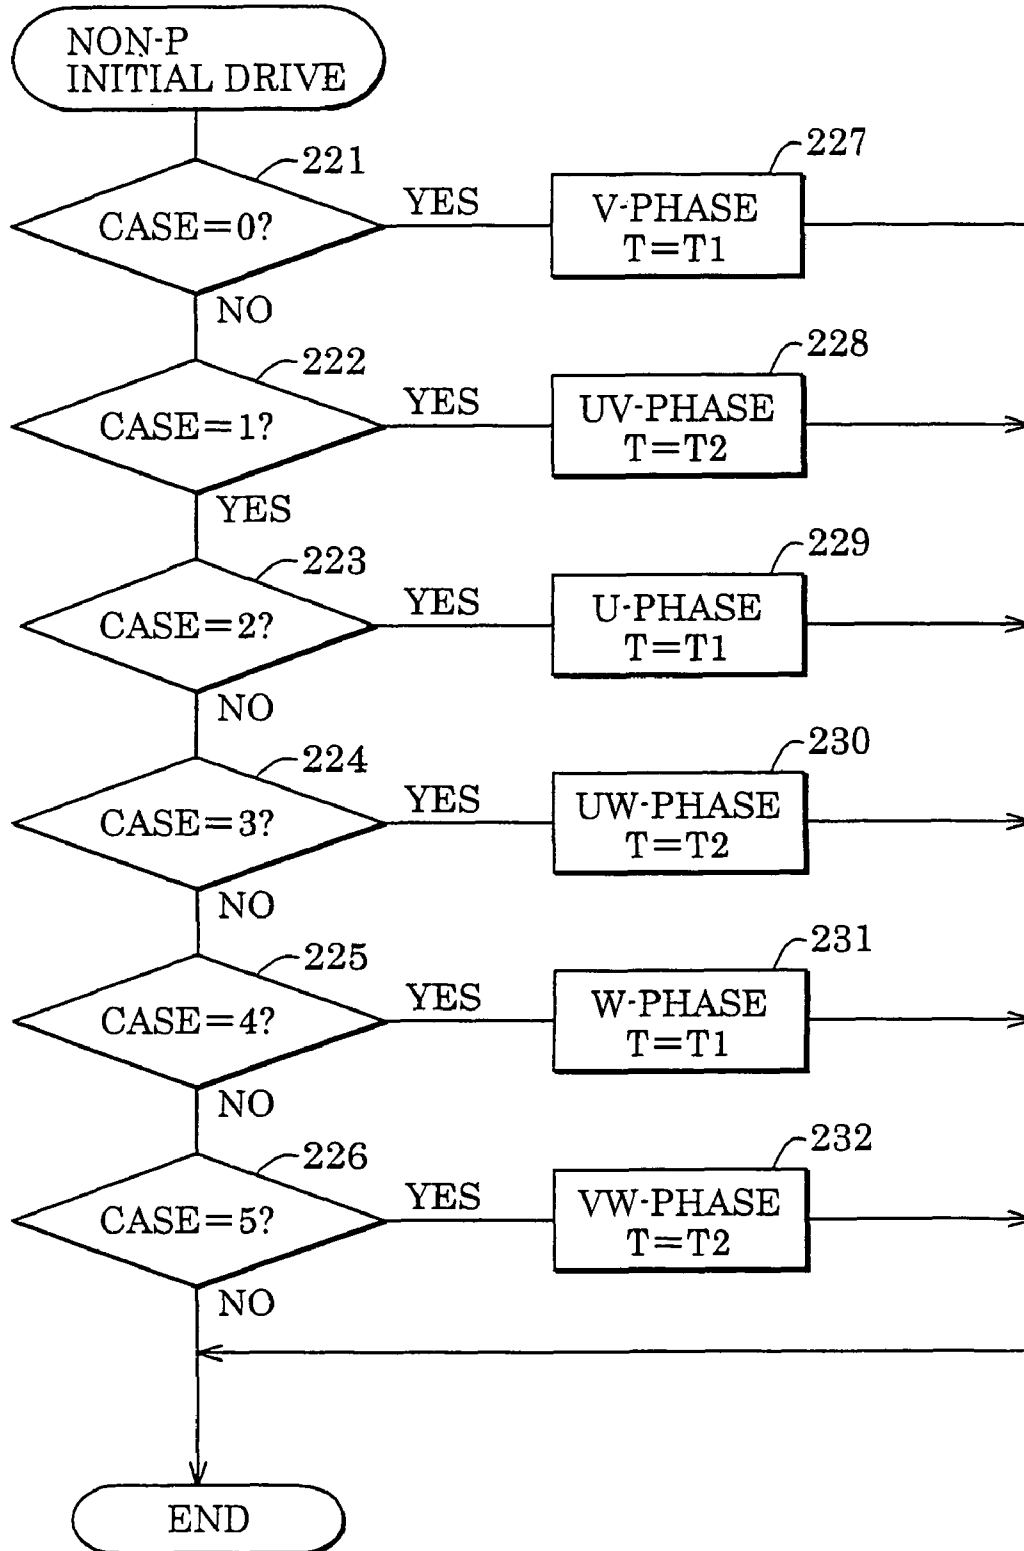 NON-P
INITIAL DRIVE
221
CASE=0?
YES
227
V-PHASE
T=T1
NO
222
CASE=1?
YES
228
UV-PHASE
T=T2
YES
223
CASE=2?
YES
229
U-PHASE
T=T1
NO
224
CASE=3?
YES
230
UW-PHASE
T=T2
NO
225
CASE=4?
YES
231
W-PHASE
T=T1
NO
226
CASE=5?
YES
232
VW-PHASE
T=T2
NO
END